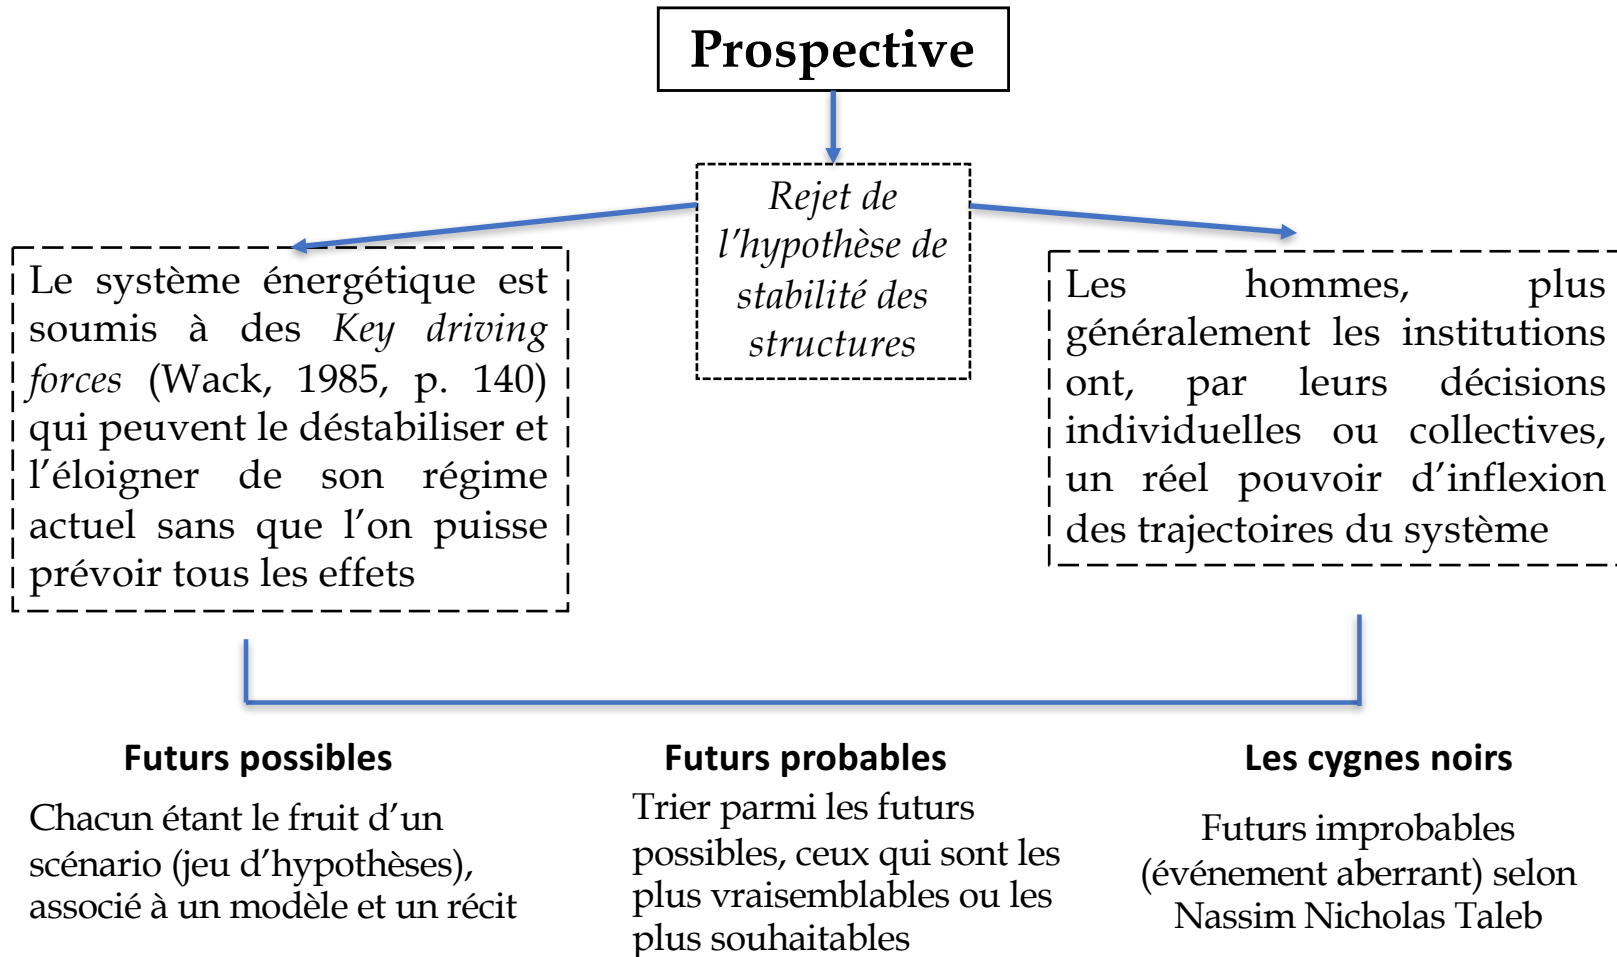 Prospective
Rejet de
l’hypothèse de
stabilité des
structures
Le système énergétique est
soumis à des Key driving
forces (Wack, 1985, p. 140)
qui peuvent le déstabiliser et
l’éloigner de son régime
actuel sans que l’on puisse
prévoir tous les effets
Les hommes, plus
généralement les institutions
ont, par leurs décisions
individuelles ou collectives,
un réel pouvoir d’inflexion
des trajectoires du système
Futurs possibles
Chacun étant le fruit d’un
scénario (jeu d’hypothèses),
associé à un modèle et un récit
Futurs probables
Trier parmi les futurs
possibles, ceux qui sont les
plus vraisemblables ou les
plus souhaitables
Les cygnes noirs
Futurs improbables
(événement aberrant) selon
Nassim Nicholas Taleb